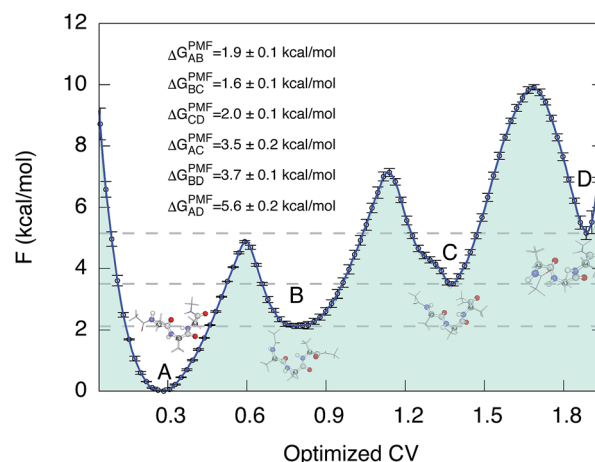 12
10
8
6
4
2
0
F (kcal/mol)
ΔG^PMF_AB=1.9 ± 0.1 kcal/mol
ΔG^PMF_BC=1.6 ± 0.1 kcal/mol
ΔG^PMF_CD=2.0 ± 0.1 kcal/mol
ΔG^PMF_AC=3.5 ± 0.2 kcal/mol
ΔG^PMF_BD=3.7 ± 0.1 kcal/mol
ΔG^PMF_AD=5.6 ± 0.2 kcal/mol
A
B
C
D
0.3 0.6 0.9 1.2 1.5 1.8
Optimized CV